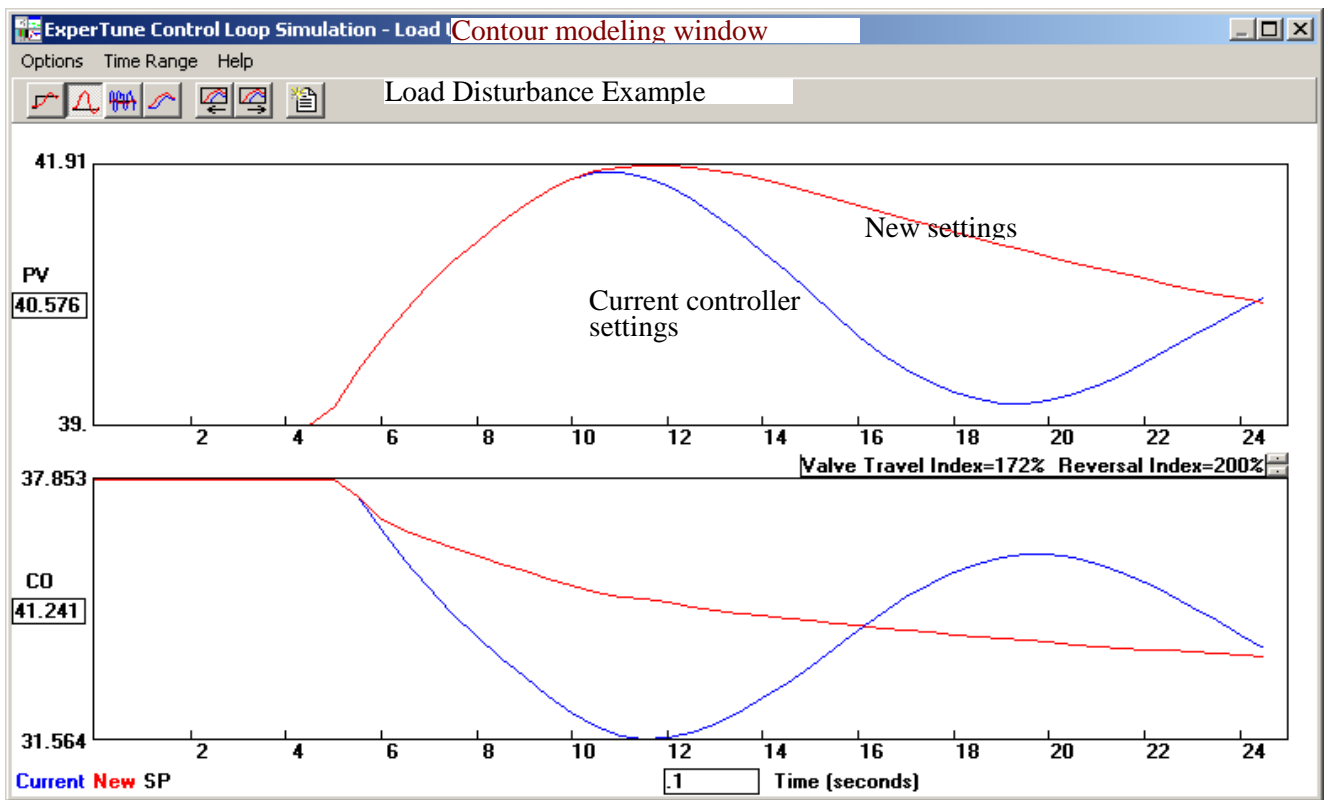 ExperTune Control Loop Simulation - Load
Contour modeling window
Options Time Range Help
Load Disturbance Example
41.91
New settings
PV
40.576
Current controller
settings
39.
2 4 6 8 10 12 14 16 18 20 22 24
Valve Travel Index=172% Reversal Index=200%
37.853
CO
41.241
31.564
2 4 6 8 10 12 14 16 18 20 22 24
Current New SP .1 Time (seconds)